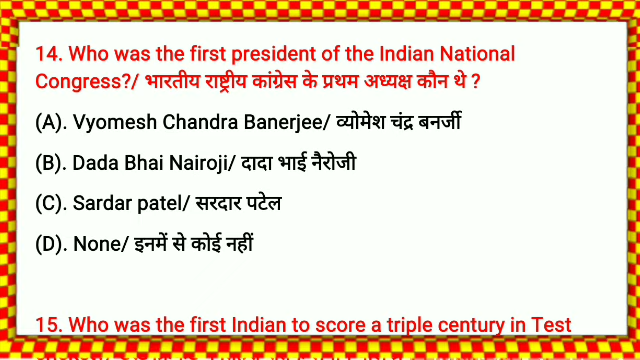 14. Who was the first president of the Indian National
Congress?/ भारतीय राष्ट्रीय कांग्रेस के प्रथम अध्यक्ष कौन थे ?
(A). Vyomesh Chandra Banerjee/ व्योमेश चंद्र बनर्जी
(B). Dada Bhai Nairoji/ दादा भाई नैरोजी
(C). Sardar patel/ सरदार पटेल
(D). None/ इनमें से कोई नहीं
15. Who was the first Indian to score a triple century in Test